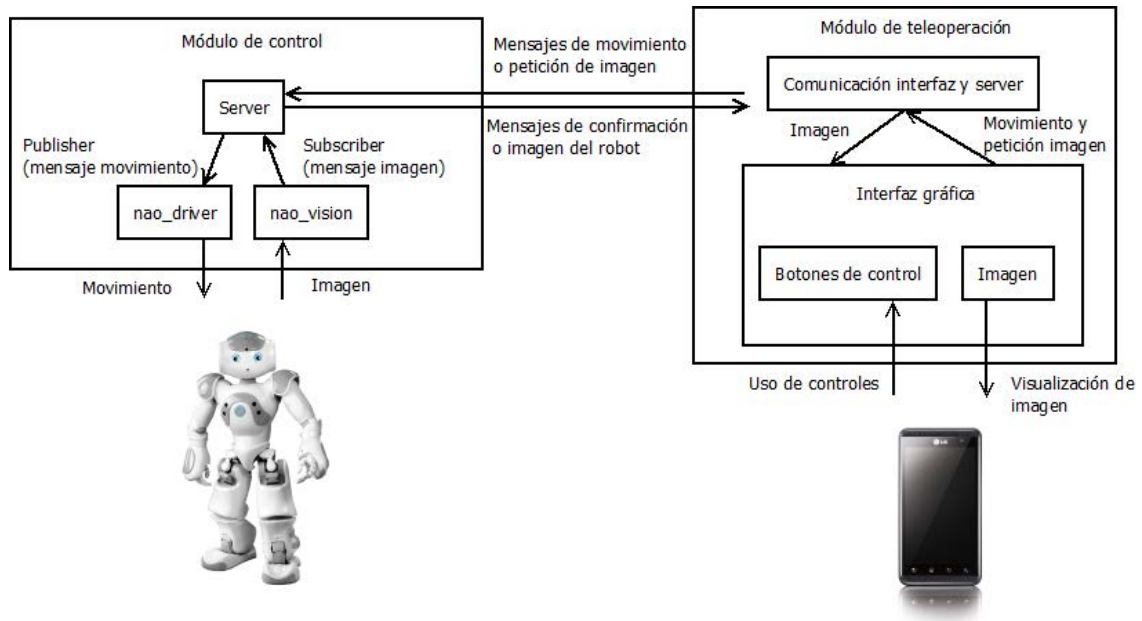 Módulo de control
Server
Publisher
(mensaje movimiento)
Subscriber
(mensaje imagen)
nao_driver
nao_vision
Movimiento
Imagen
Mensajes de movimiento
o petición de imagen
Mensajes de confirmación
o imagen del robot
Módulo de teleoperación
Comunicación interfaz y server
Imagen
Movimiento y
petición imagen
Interfaz gráfica
Botones de control
Imagen
Uso de controles
Visualización de
imagen
LG